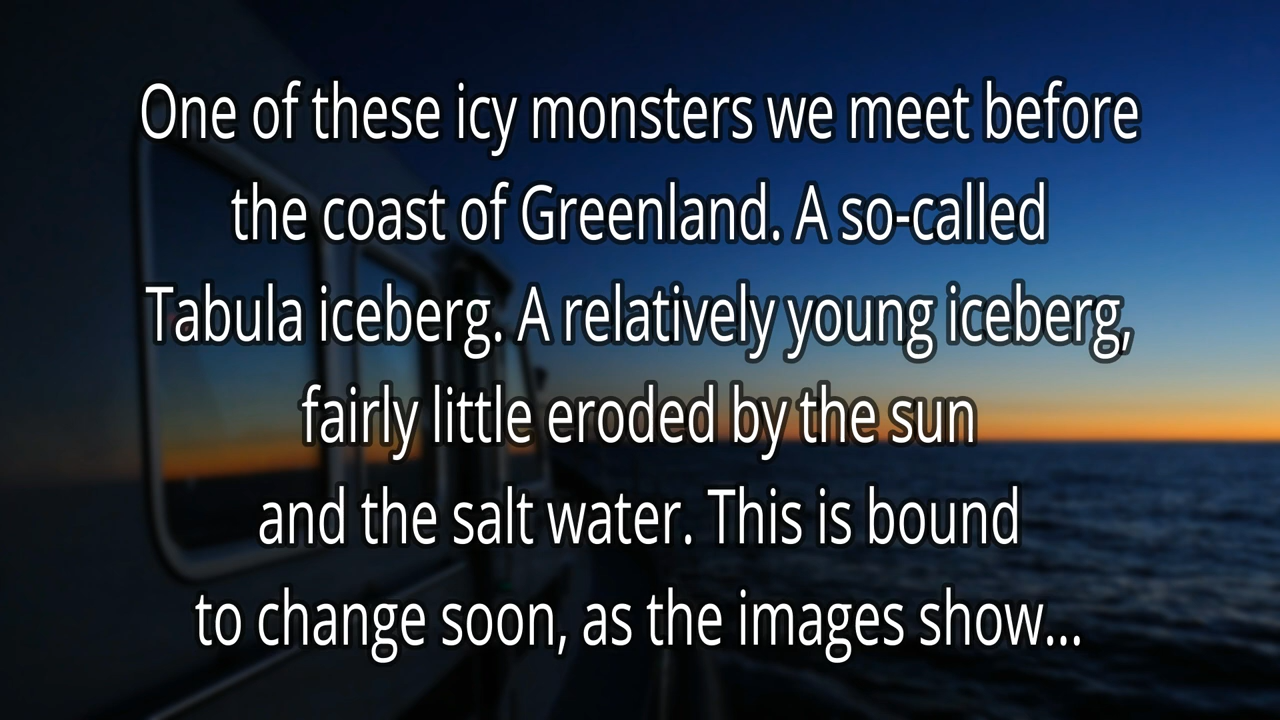 One of these icy monsters we meet before
the coast of Greenland. A so-called
Tabula iceberg. A relatively young iceberg,
fairly little eroded by the sun
and the salt water. This is bound
to change soon, as the images show...